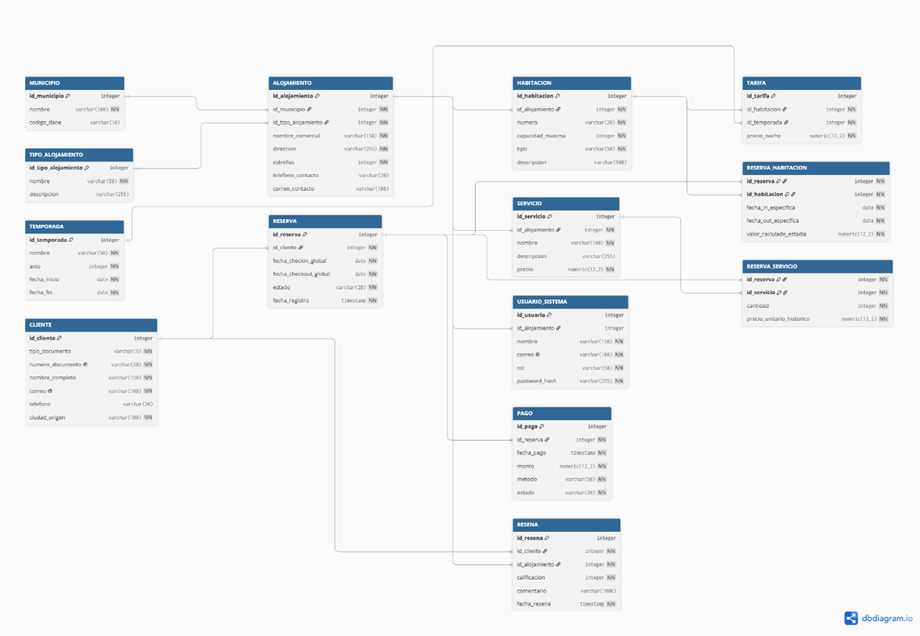 MUNICIPIO
id_municipio integer
nombre varchar(100) NN
codigo_dane varchar(10)
TIPO_ALOJAMIENTO
id_tipo_alojamiento integer
nombre varchar(50) NN
descripcion varchar(255)
TEMPORADA
id_temporada integer
nombre varchar(50) NN
anio integer NN
fecha_inicio date NN
fecha_fin date NN
CLIENTE
id_cliente integer
tipo_documento varchar(5) NN
numero_documento varchar(20) NN
nombre_completo varchar(150) NN
correo varchar(100) NN
telefono varchar(20)
ciudad_origen varchar(100) NN
ALOJAMIENTO
id_alojamiento integer
id_municipio integer NN
id_tipo_alojamiento integer NN
nombre_comercial varchar(150) NN
direccion varchar(255) NN
estrellas integer NN
telefono_contacto varchar(20)
correo_contacto varchar(100)
RESERVA
id_reserva integer
id_cliente integer NN
fecha_checkin_global date NN
fecha_checkout_global date NN
estado varchar(20) NN
fecha_registro timestamp NN
HABITACION
id_habitacion integer
id_alojamiento integer NN
numero varchar(20) NN
capacidad_maxima integer NN
tipo varchar(50) NN
descripcion varchar(500)
SERVICIO
id_servicio integer
id_alojamiento integer NN
nombre varchar(100) NN
descripcion varchar(255)
precio numeric(12,2) NN
USUARIO_SISTEMA
id_usuario integer
id_alojamiento integer
nombre varchar(150) NN
correo varchar(100) NN
rol varchar(50) NN
password_hash varchar(255) NN
PAGO
id_pago integer
id_reserva integer NN
fecha_pago timestamp NN
monto numeric(12,2) NN
metodo varchar(50) NN
estado varchar(20) NN
RESENA
id_resena integer
id_cliente integer NN
id_alojamiento integer NN
calificacion integer NN
comentario varchar(1000)
fecha_resena timestamp NN
TARIFA
id_tarifa integer
id_habitacion integer NN
id_temporada integer NN
precio_noche numeric(12,2) NN
RESERVA_HABITACION
id_reserva integer NN
id_habitacion integer NN
fecha_in_especifica date NN
fecha_out_especifica date NN
valor_calculado_estadia numeric(12,2) NN
RESERVA_SERVICIO
id_reserva integer NN
id_servicio integer NN
cantidad integer NN
precio_unitario_historico numeric(12,2) NN
dbdiagram.io